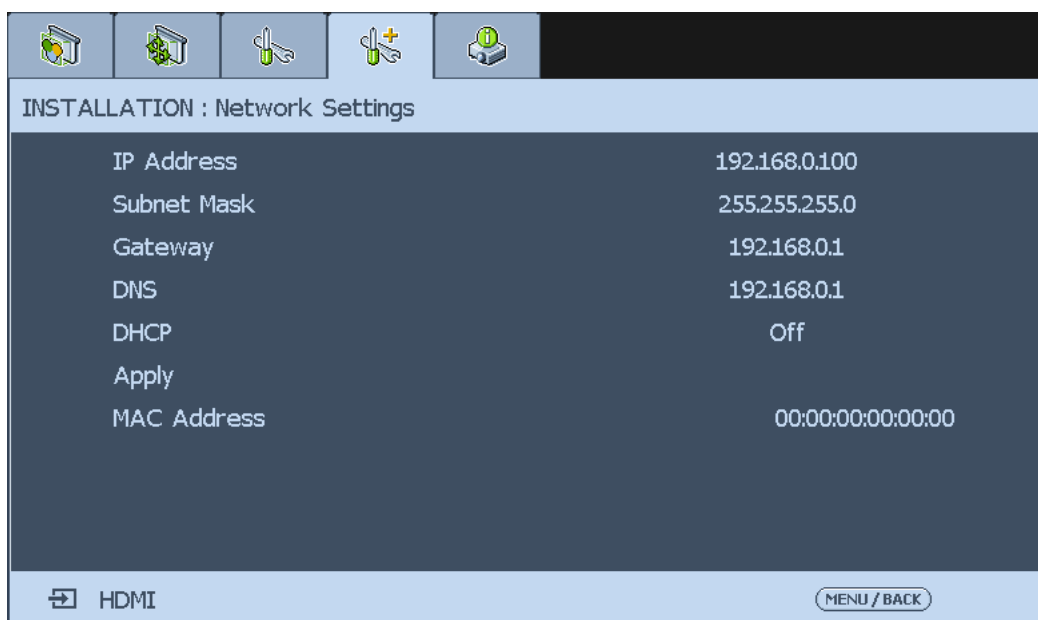 INSTALLATION : Network Settings
IP Address 192.168.0.100
Subnet Mask 255.255.255.0
Gateway 192.168.0.1
DNS 192.168.0.1
DHCP Off
Apply
MAC Address 00:00:00:00:00:00
HDMI MENU / BACK